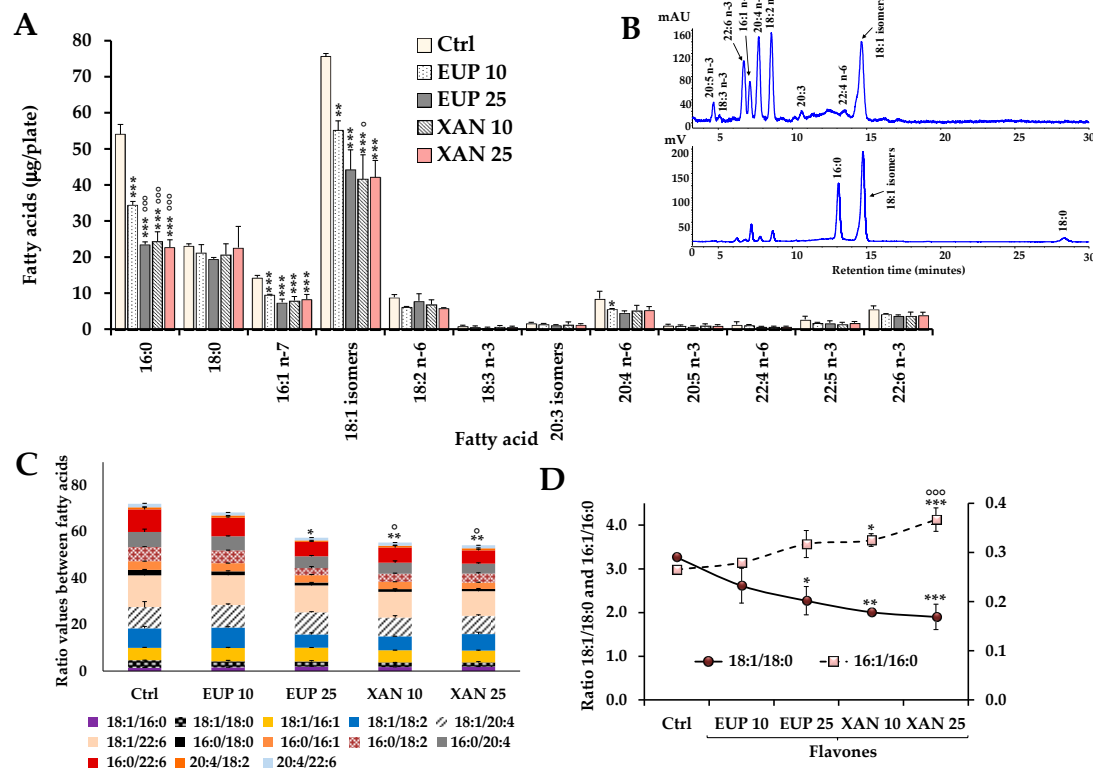 A
Fatty acids (µg/plate)
80
70
60
50
40
30
20
10
0
Ctrl
EUP 10
EUP 25
XAN 10
XAN 25
***
*** °°°
*** °°°
*** °°°
***
***
***
***
**
***
*** °
***
*
16:0
18:0
16:1 n-7
18:1 isomers
18:2 n-6
18:3 n-3
20:3 isomers
20:4 n-6
20:5 n-3
22:4 n-6
22:5 n-3
22:6 n-3
Fatty acid
B
mAU
160
120
80
40
0
20:5 n-3
18:3 n-3
22:6 n-3
16:1 n-
20:4 n-
18:2 n-
20:3
22:4 n-6
18:1 isomers
5 10 15 20 25 30
mV
200
150
100
50
16:0
18:1 isomers
18:0
5 10 15 20 25 30
Retention time (minutes)
C
Ratio values between fatty acids
80
60
40
20
0
*
°
**
°
**
Ctrl EUP 10 EUP 25 XAN 10 XAN 25
18:1/16:0 18:1/18:0 18:1/16:1 18:1/18:2 18:1/20:4
18:1/22:6 16:0/18:0 16:0/16:1 16:0/18:2 16:0/20:4
16:0/22:6 20:4/18:2 20:4/22:6
D
Ratio 18:1/18:0 and 16:1/16:0
4.0
3.0
2.0
1.0
0.0
0.4
0.3
0.2
0.1
0.0
°°°
***
*
*
**
***
18:1/18:0 16:1/16:0
Ctrl EUP 10 EUP 25 XAN 10 XAN 25
Flavones